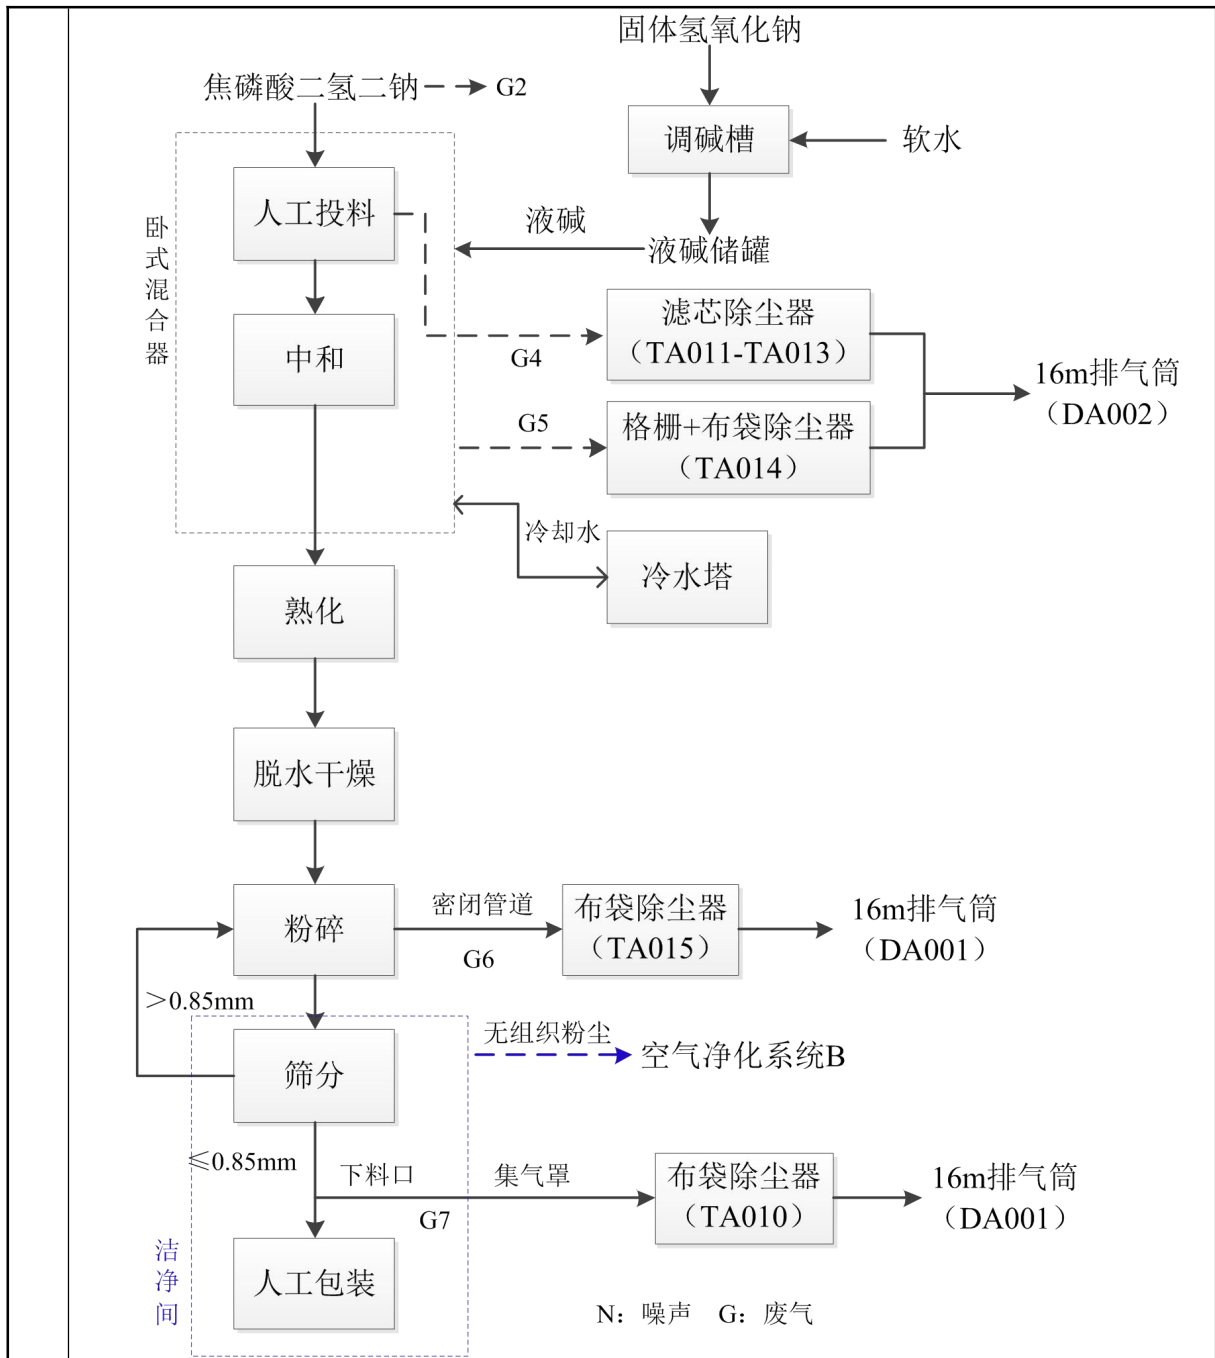 固体氢氧化钠
焦磷酸二氢二钠
G2
调碱槽
软水
人工投料
液碱
液碱储罐
卧式混合器
滤芯除尘器
（TA011-TA013）
G4
中和
16m排气筒
（DA002）
G5
格栅+布袋除尘器
（TA014）
冷却水
冷水塔
熟化
脱水干燥
粉碎
密闭管道
G6
布袋除尘器
（TA015）
16m排气筒
（DA001）
＞0.85mm
筛分
无组织粉尘
空气净化系统B
≤0.85mm
下料口
集气罩
G7
布袋除尘器
（TA010）
16m排气筒
（DA001）
洁净间
人工包装
N：噪声 G：废气